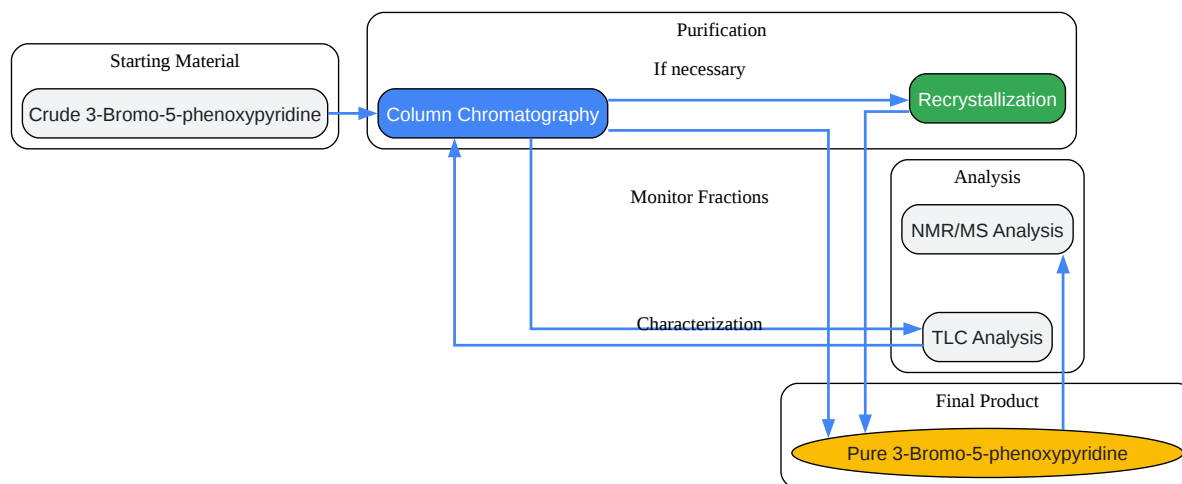 Purification
Starting Material
If necessary
Crude 3-Bromo-5-phenoxypyridine
Column Chromatography
Recrystallization
Analysis
Monitor Fractions
NMR/MS Analysis
Characterization
TLC Analysis
Final Product
Pure 3-Bromo-5-phenoxypyridine